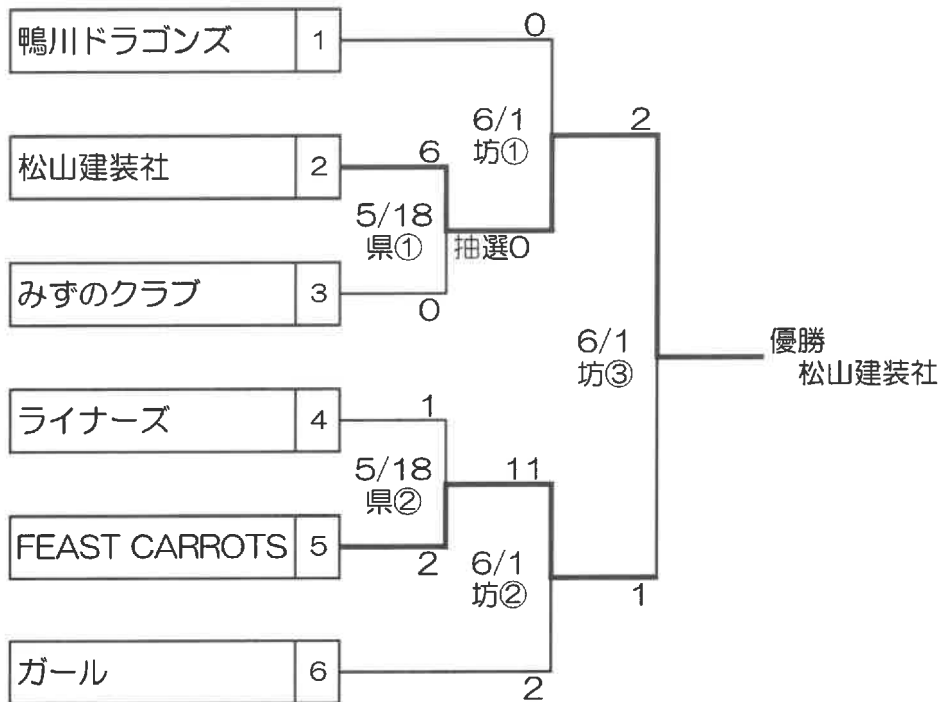 鴨川ドラゴンズ 1
0
6/1
坊①
2
松山建装社 2
6
5/18
県①
抽選0
みずのクラブ 3
0
6/1
坊③
優勝
松山建装社
ライナーズ 4
1
5/18
県②
11
FEAST CARROTS 5
2
6/1
坊②
1
ガール 6
2